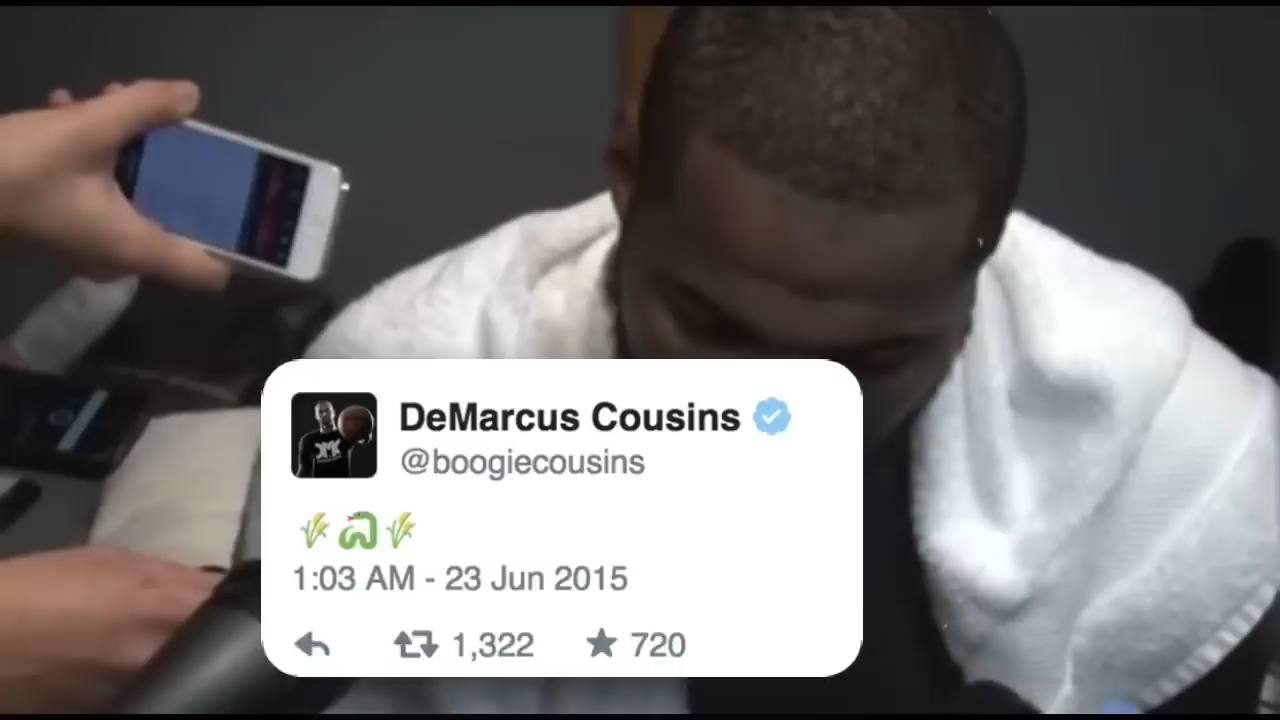 DeMarcus Cousins
@boogiecousins
🌾🐍🌾
1:03 AM - 23 Jun 2015
1,322 720